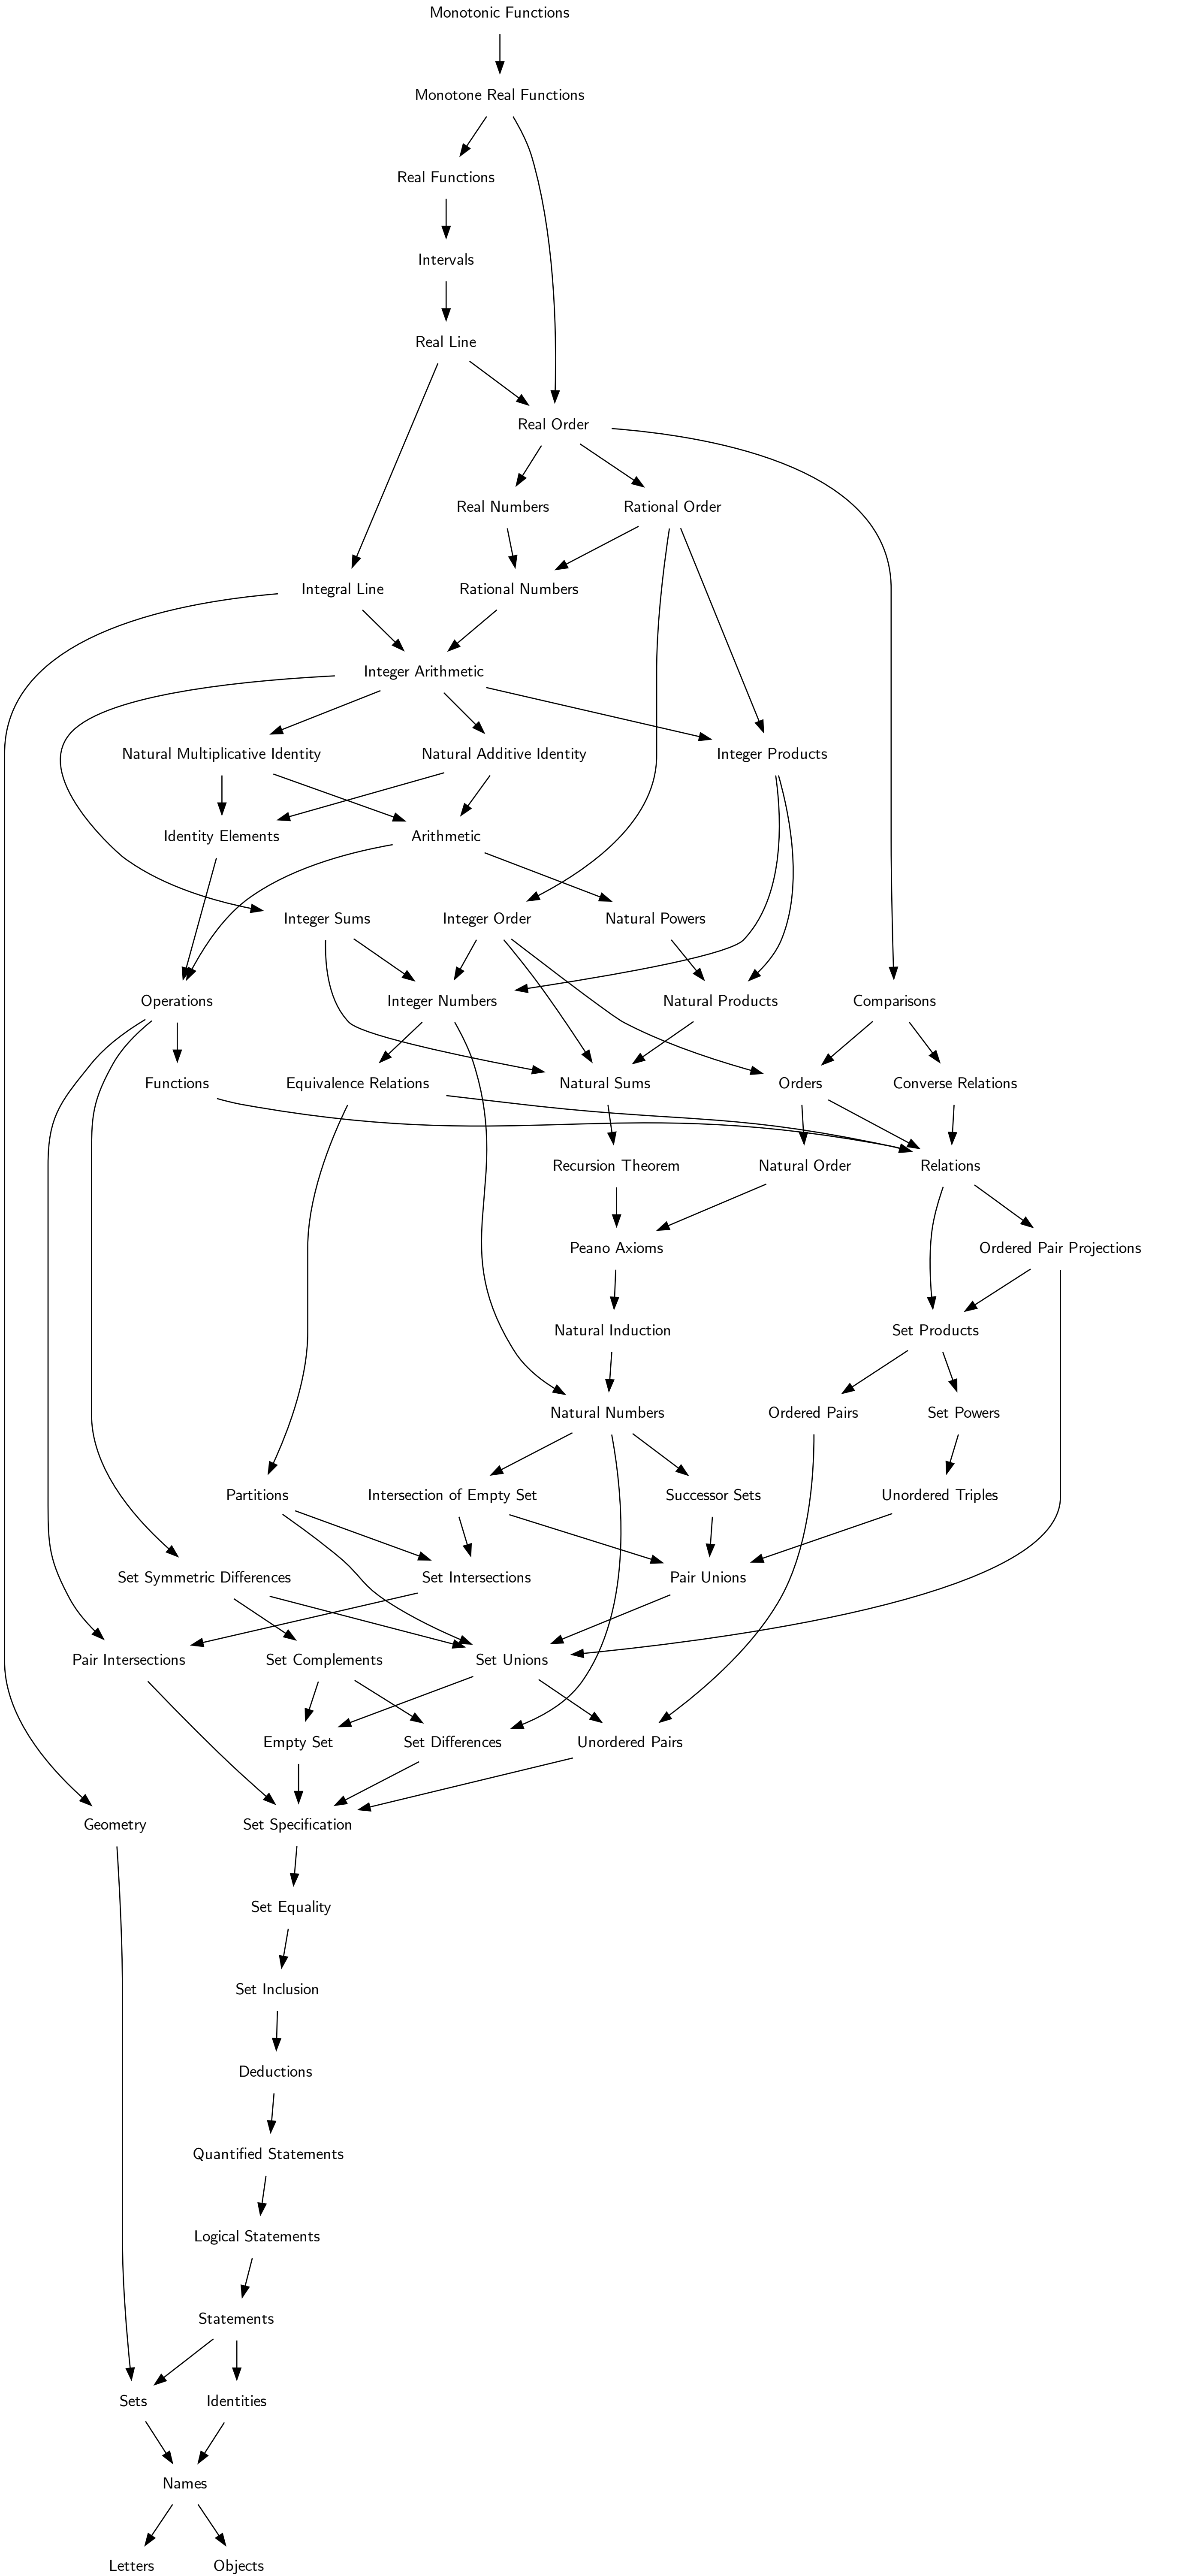 Monotonic Functions
Monotone Real Functions
Real Functions
Intervals
Real Line
Real Order
Real Numbers
Rational Order
Integral Line
Rational Numbers
Integer Arithmetic
Natural Multiplicative Identity
Natural Additive Identity
Integer Products
Identity Elements
Arithmetic
Integer Sums
Integer Order
Natural Powers
Operations
Integer Numbers
Natural Products
Comparisons
Functions
Equivalence Relations
Natural Sums
Orders
Converse Relations
Recursion Theorem
Natural Order
Relations
Peano Axioms
Ordered Pair Projections
Natural Induction
Set Products
Natural Numbers
Ordered Pairs
Set Powers
Partitions
Intersection of Empty Set
Successor Sets
Unordered Triples
Set Symmetric Differences
Set Intersections
Pair Unions
Pair Intersections
Set Complements
Set Unions
Empty Set
Set Differences
Unordered Pairs
Geometry
Set Specification
Set Equality
Set Inclusion
Deductions
Quantified Statements
Logical Statements
Statements
Sets
Identities
Names
Letters
Objects